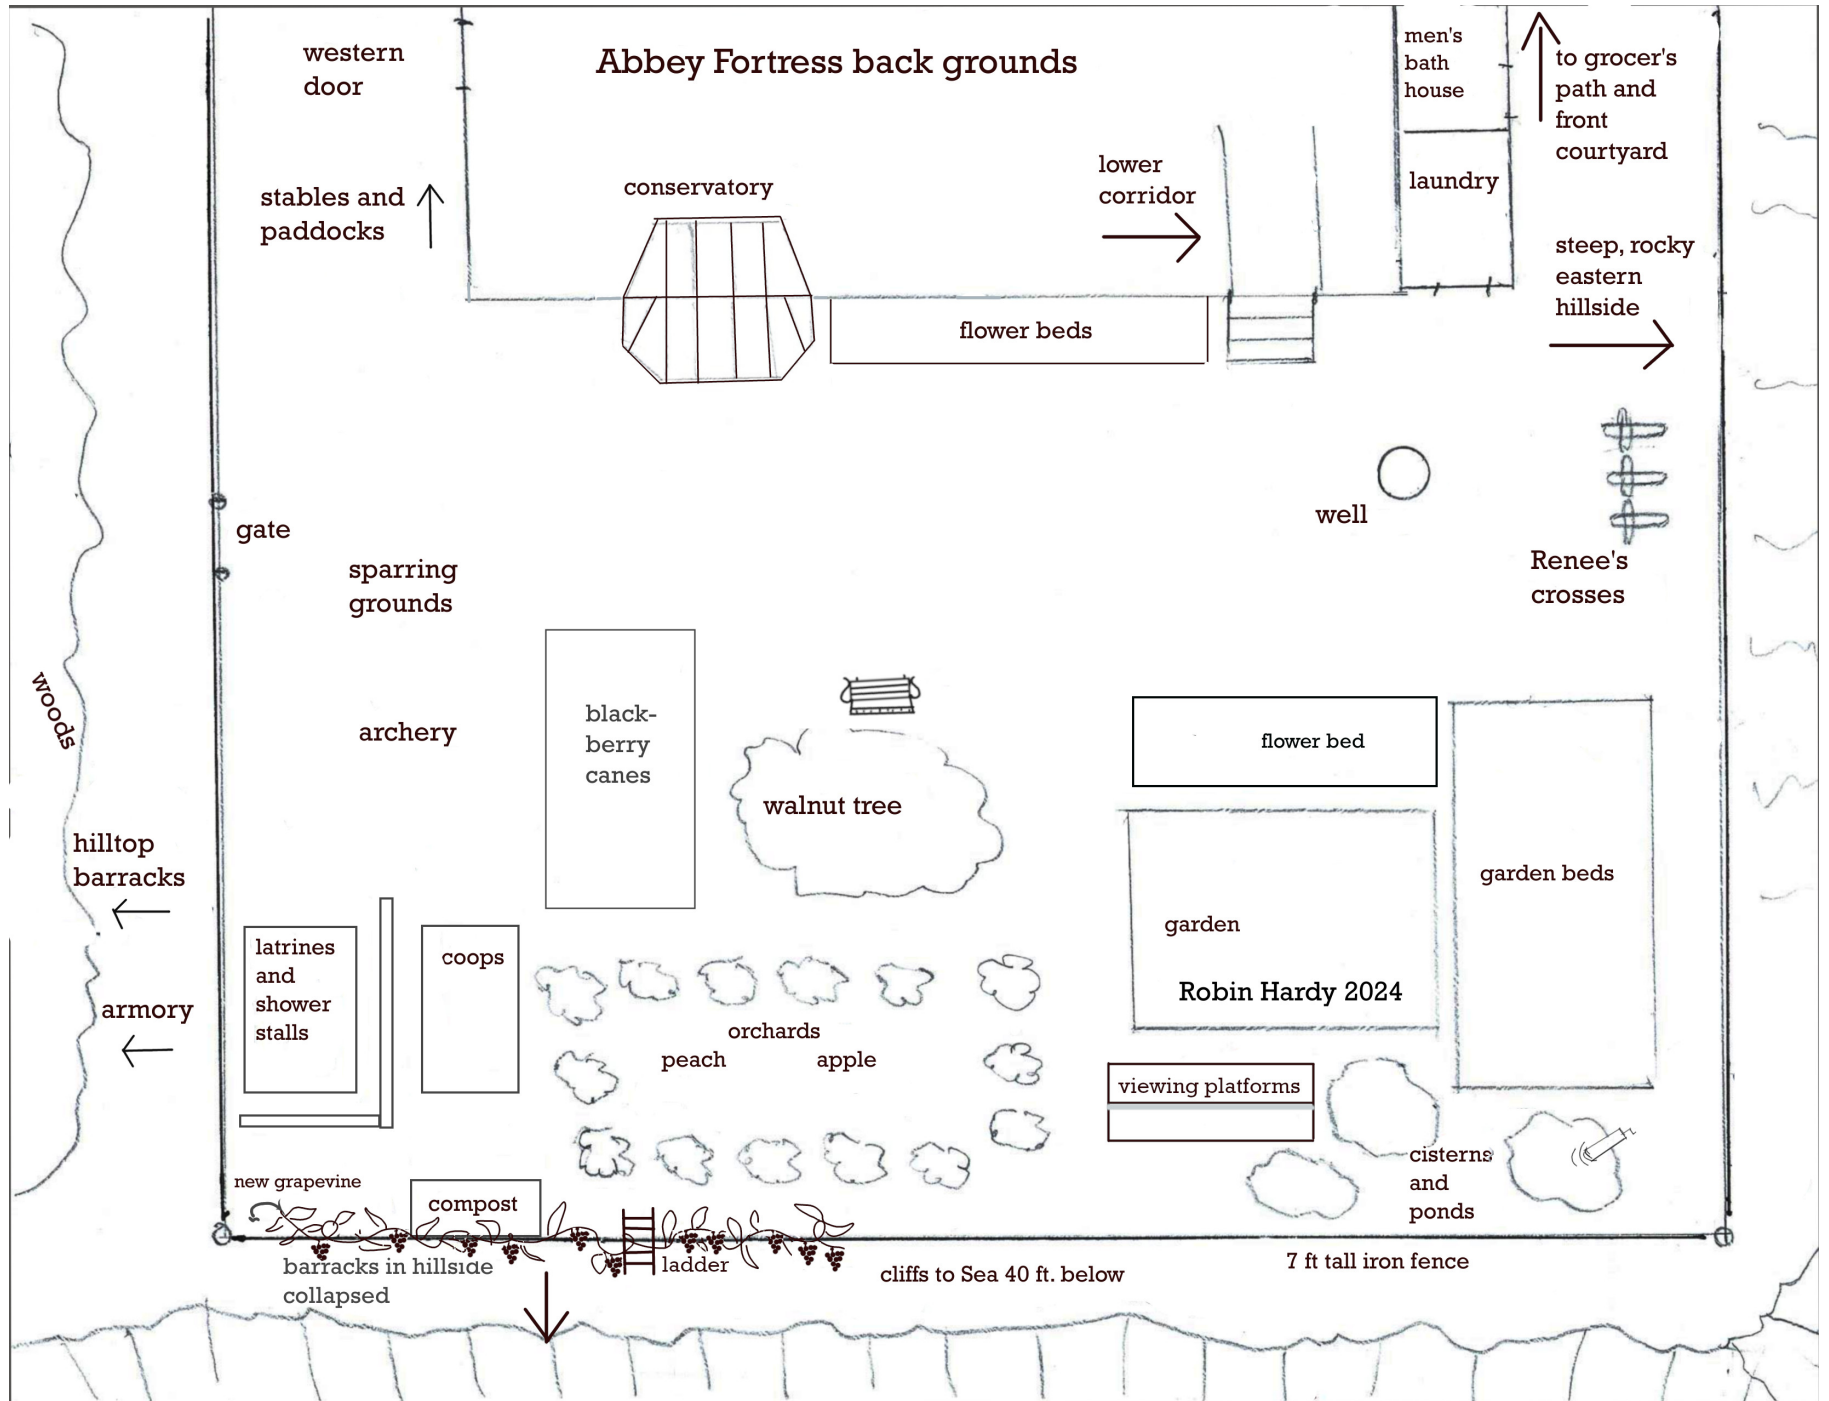 Abbey Fortress back grounds
western
door
men's
bath
house
to grocer's
path and
front
courtyard
stables and
paddocks
conservatory
lower
corridor
laundry
steep, rocky
eastern
hillside
flower beds
gate
well
sparring
grounds
Renee's
crosses
woods
archery
black-
berry
canes
walnut tree
flower bed
hilltop
barracks
garden beds
garden
latrines
and
shower
stalls
coops
armory
Robin Hardy 2024
orchards
peach apple
viewing platforms
cisterns
and
ponds
new grapevine
compost
barracks in hillside
collapsed
ladder
cliffs to Sea 40 ft. below
7 ft tall iron fence